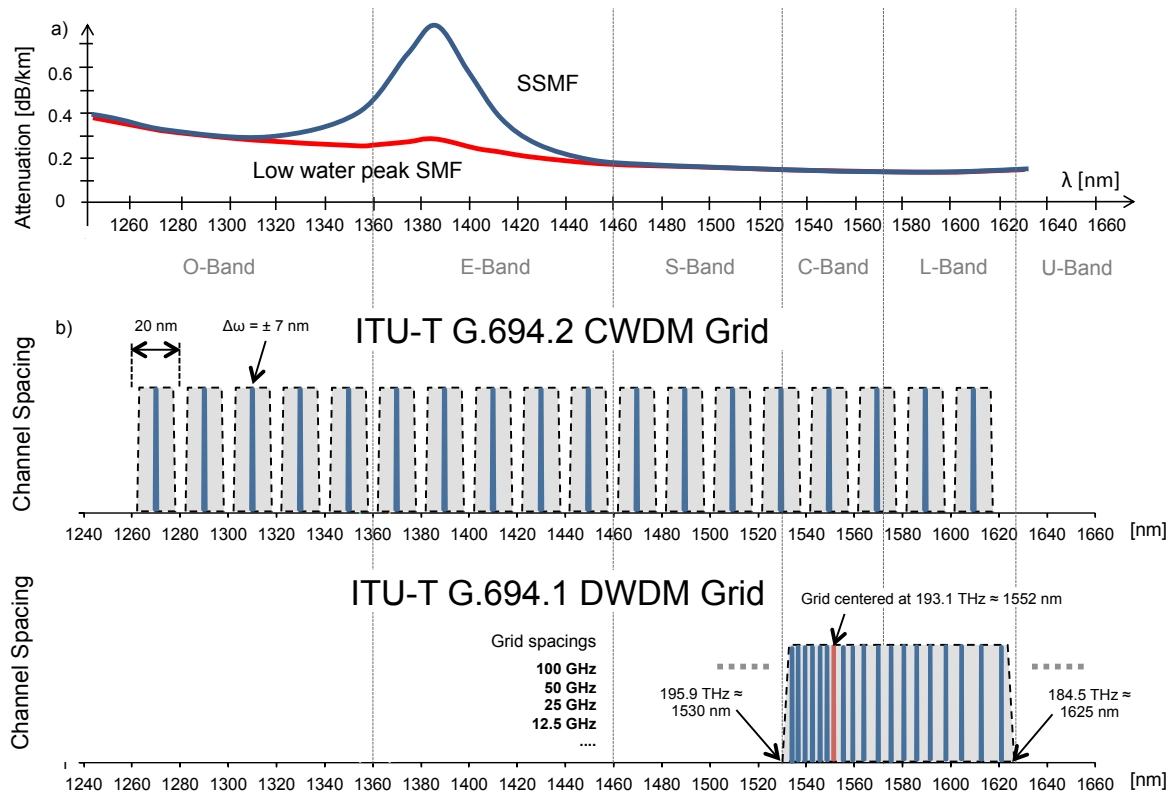 a)
Attenuation [dB/km]
0.6
0.4
0.2
0
SSMF
Low water peak SMF
λ [nm]
1260 1280 1300 1320 1340 1360 1380 1400 1420 1440 1460 1480 1500 1520 1540 1560 1580 1600 1620 1640 1660
O-Band E-Band S-Band C-Band L-Band U-Band
b)
20 nm
Δω = ± 7 nm
ITU-T G.694.2 CWDM Grid
Channel Spacing
1240 1260 1280 1300 1320 1340 1360 1380 1400 1420 1440 1460 1480 1500 1520 1540 1560 1580 1600 1620 1640 1660 [nm]
ITU-T G.694.1 DWDM Grid
Grid centered at 193.1 THz ≈ 1552 nm
Channel Spacing
Grid spacings
100 GHz
50 GHz
25 GHz
12.5 GHz
....
195.9 THz ≈
1530 nm
184.5 THz ≈
1625 nm
1240 1260 1280 1300 1320 1340 1360 1380 1400 1420 1440 1460 1480 1500 1520 1540 1560 1580 1600 1620 1640 1660 [nm]